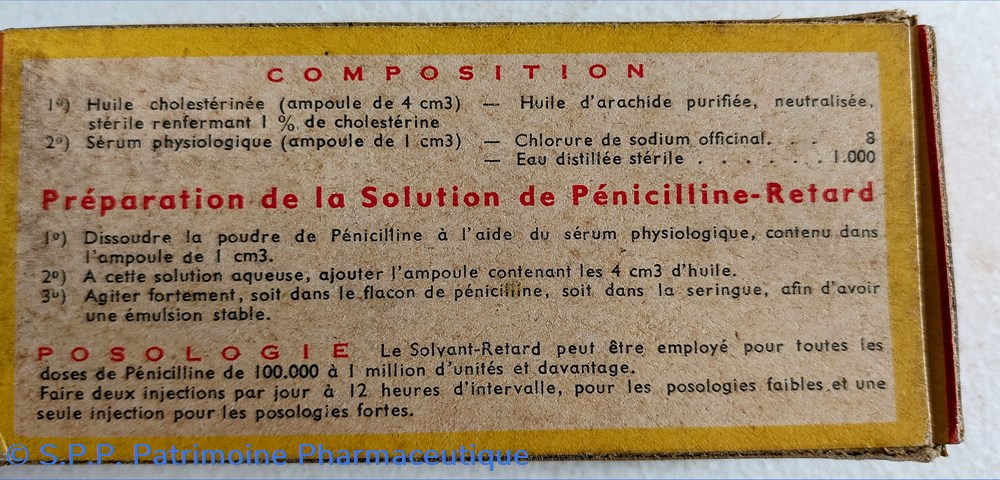 COMPOSITION
1º) Huile cholestérinée (ampoule de 4 cm3) — Huile d'arachide purifiée, neutralisée,
stérile renfermant 1 % de cholestérine
2º) Sérum physiologique (ampoule de 1 cm3) — Chlorure de sodium officinal. . . 8
— Eau distillée stérile . . . . . . 1.000
Préparation de la Solution de Pénicilline-Retard
1º) Dissoudre la poudre de Pénicilline à l'aide du sérum physiologique, contenu dans
l'ampoule de 1 cm3.
2º) A cette solution aqueuse, ajouter l'ampoule contenant les 4 cm3 d'huile.
3º) Agiter fortement, soit dans le flacon de pénicilline, soit dans la seringue, afin d'avoir
une émulsion stable.
POSOLOGIE Le Solvant-Retard peut être employé pour toutes les
doses de Pénicilline de 100.000 à 1 million d'unités et davantage.
Faire deux injections par jour à 12 heures d'intervalle, pour les posologies faibles et une
seule injection pour les posologies fortes.
© S.P.P. Patrimoine Pharmaceutique